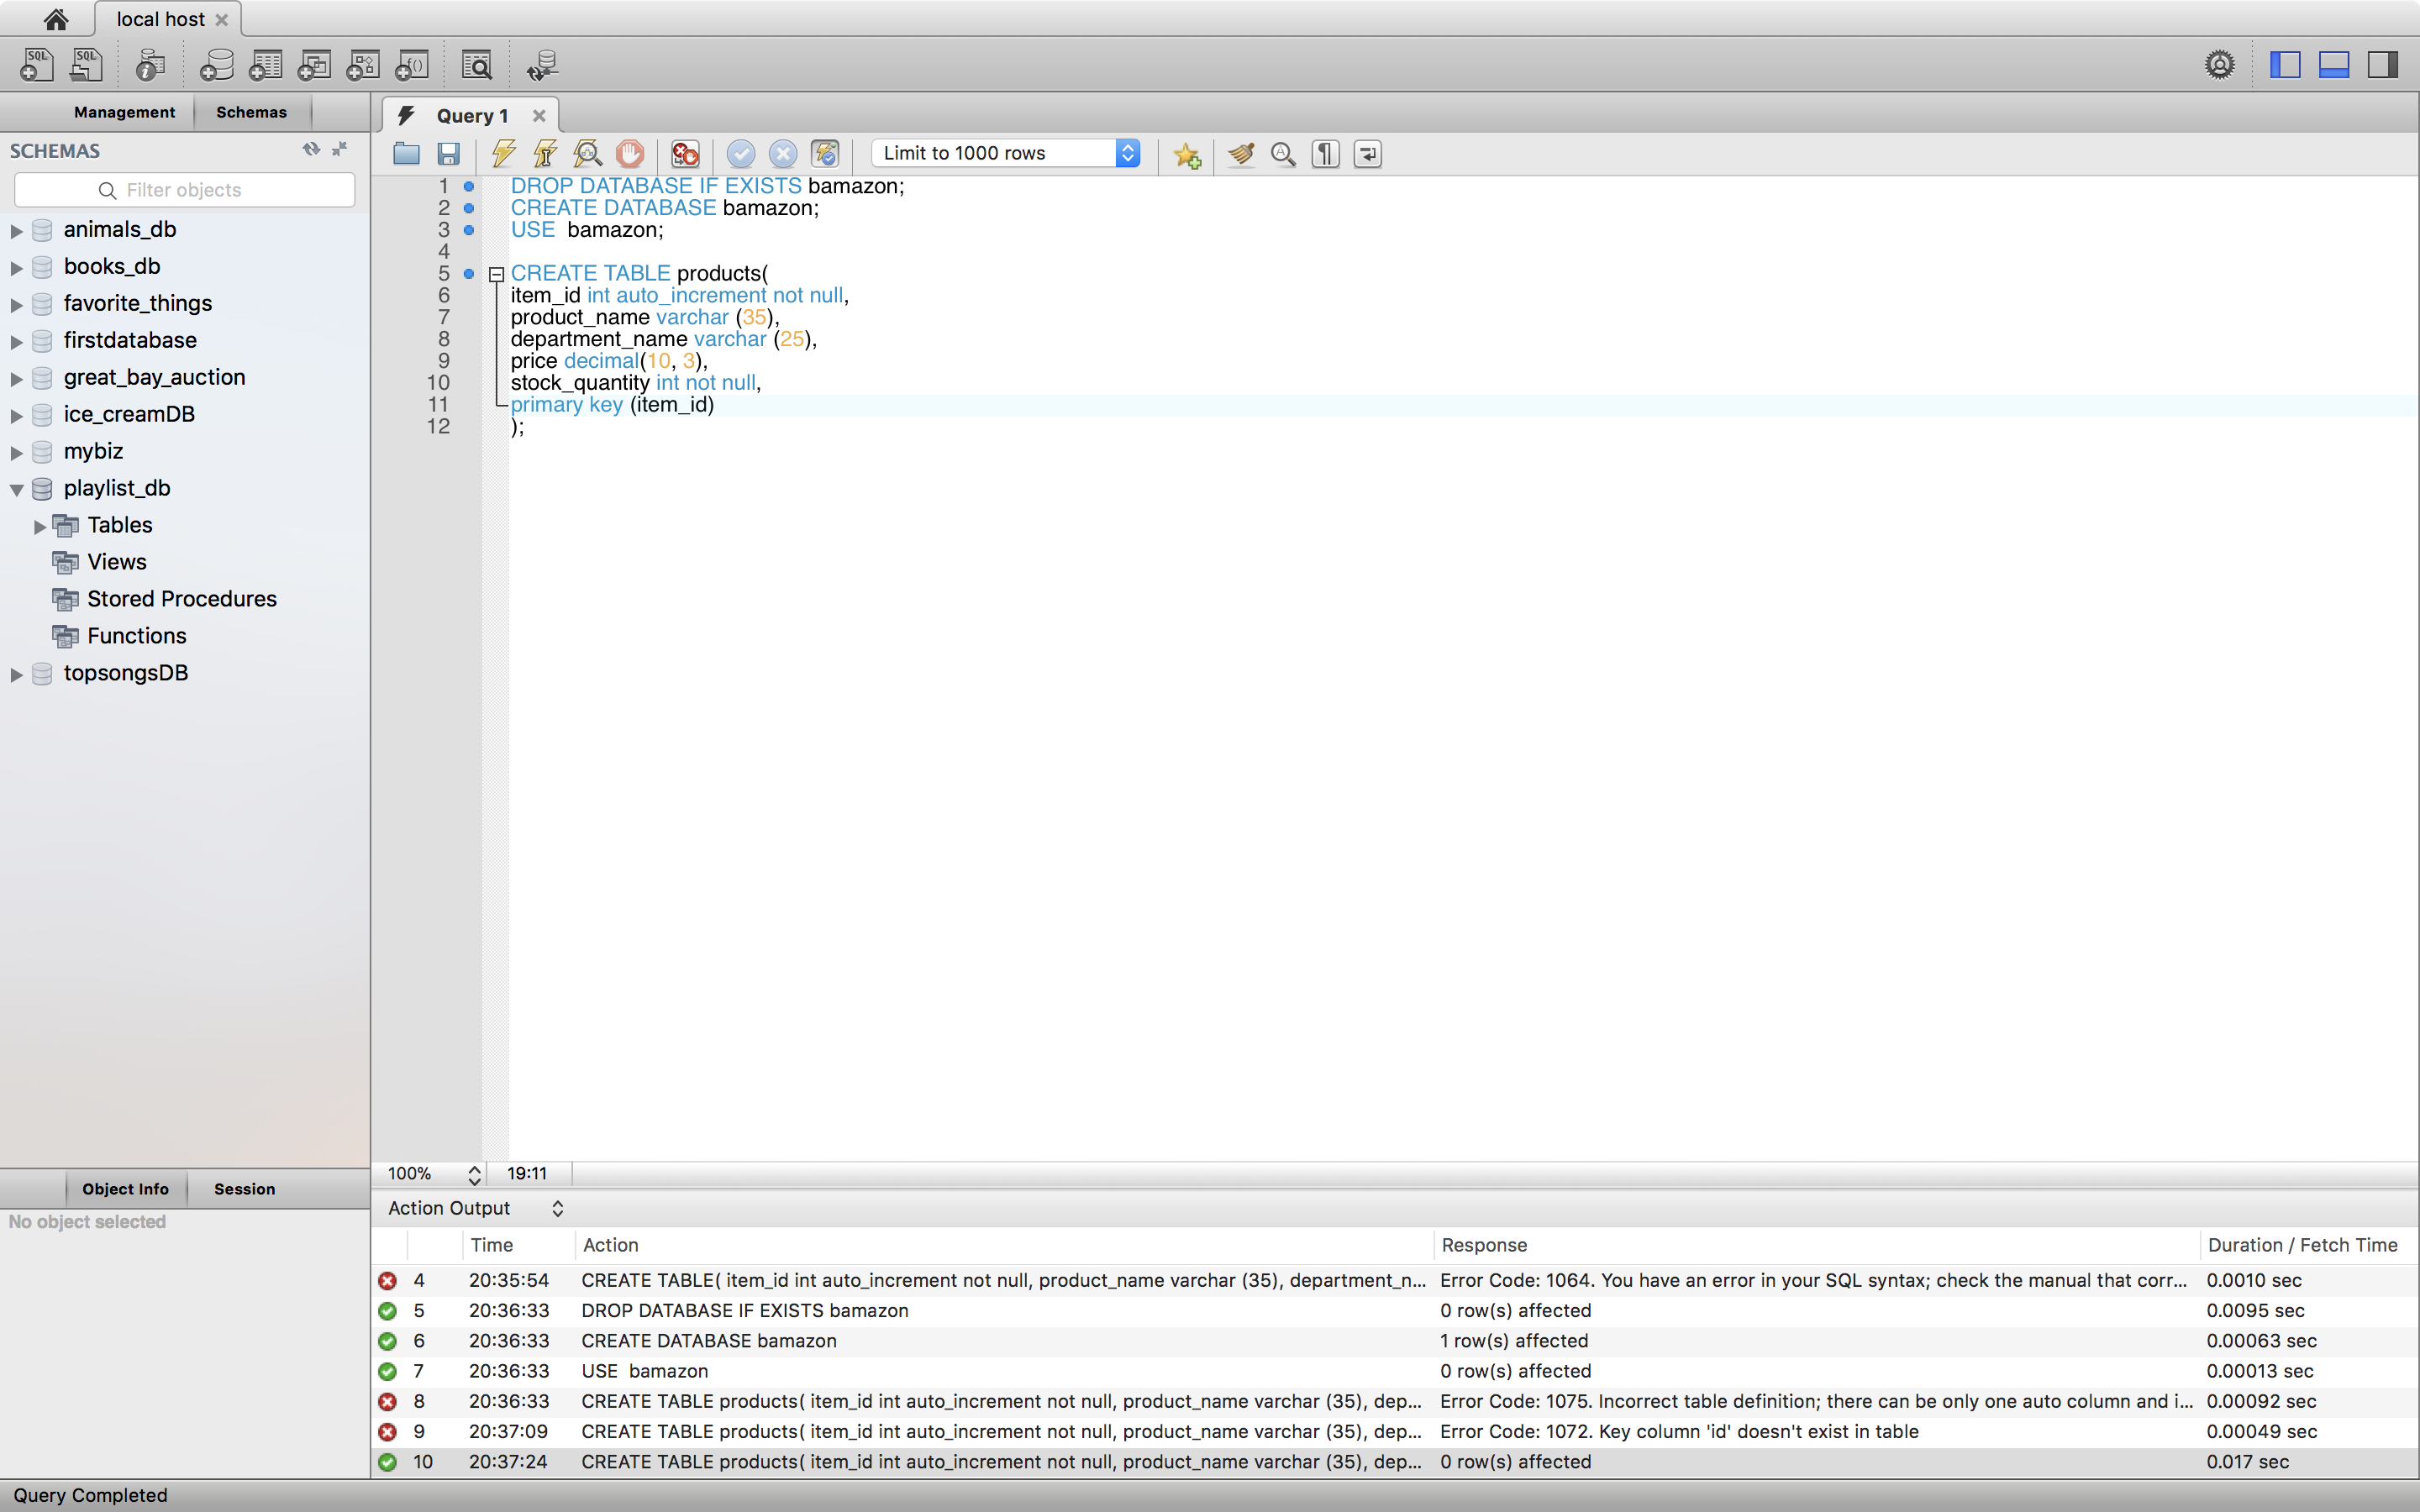 local host
Management
Schemas
SCHEMAS
Filter objects
animals_db
books_db
favorite_things
firstdatabase
great_bay_auction
ice_creamDB
mybiz
playlist_db
Tables
Views
Stored Procedures
Functions
topsongsDB
Object Info
Session
No object selected
Query 1
Limit to 1000 rows
1 DROP DATABASE IF EXISTS bamazon;
2 CREATE DATABASE bamazon;
3 USE  bamazon;
4
5 CREATE TABLE products(
6 item_id int auto_increment not null,
7 product_name varchar (35),
8 department_name varchar (25),
9 price decimal(10, 3),
10 stock_quantity int not null,
11 primary key (item_id)
12 );
100% 19:11
Action Output
Time Action Response Duration / Fetch Time
4 20:35:54 CREATE TABLE( item_id int auto_increment not null, product_name varchar (35), department_n... Error Code: 1064. You have an error in your SQL syntax; check the manual that corr... 0.0010 sec
5 20:36:33 DROP DATABASE IF EXISTS bamazon 0 row(s) affected 0.0095 sec
6 20:36:33 CREATE DATABASE bamazon 1 row(s) affected 0.00063 sec
7 20:36:33 USE  bamazon 0 row(s) affected 0.00013 sec
8 20:36:33 CREATE TABLE products( item_id int auto_increment not null, product_name varchar (35), dep... Error Code: 1075. Incorrect table definition; there can be only one auto column and i... 0.00092 sec
9 20:37:09 CREATE TABLE products( item_id int auto_increment not null, product_name varchar (35), dep... Error Code: 1072. Key column 'id' doesn't exist in table 0.00049 sec
10 20:37:24 CREATE TABLE products( item_id int auto_increment not null, product_name varchar (35), dep... 0 row(s) affected 0.017 sec
Query Completed